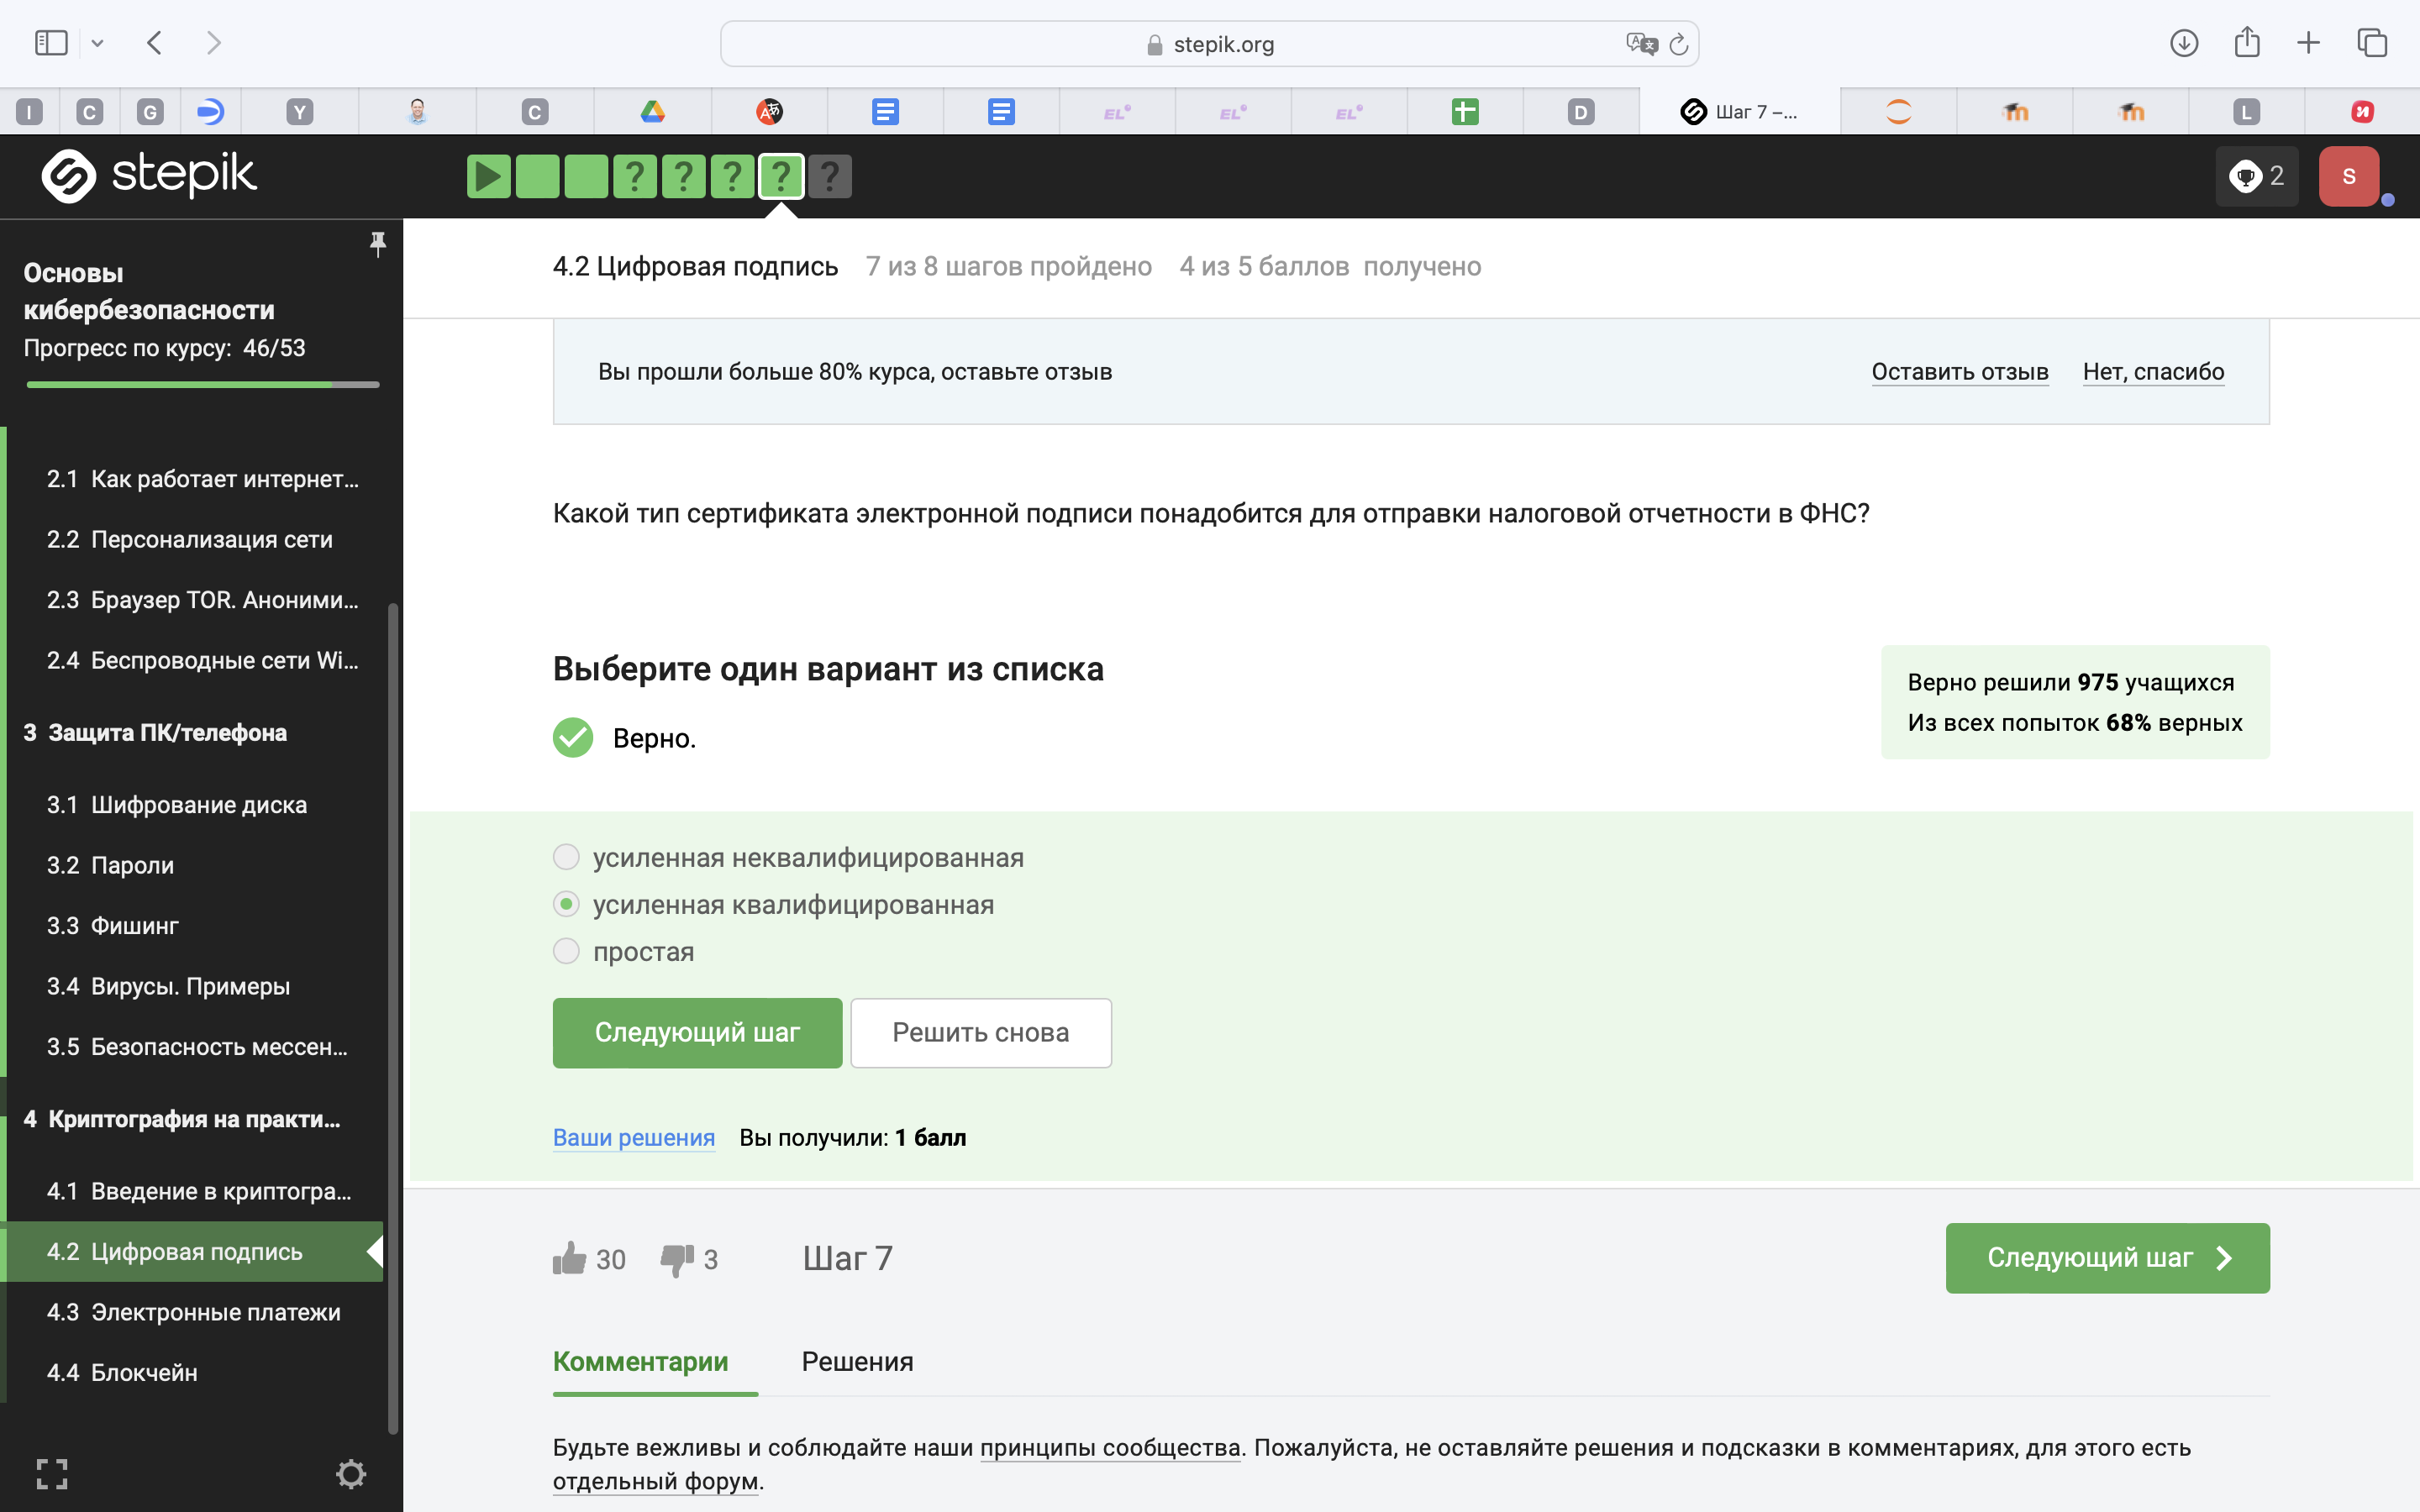 stepik.org
I
C
G
Y
C
EL
EL
EL
D
Шаг 7 –...
L
stepik
? ? ? ? ?
2
S
Основы
кибербезопасности
Прогресс по курсу: 46/53
2.1 Как работает интернет...
2.2 Персонализация сети
2.3 Браузер TOR. Аноними...
2.4 Беспроводные сети Wi...
3 Защита ПК/телефона
3.1 Шифрование диска
3.2 Пароли
3.3 Фишинг
3.4 Вирусы. Примеры
3.5 Безопасность мессен...
4 Криптография на практи...
4.1 Введение в криптогра...
4.2 Цифровая подпись
4.3 Электронные платежи
4.4 Блокчейн
4.2 Цифровая подпись 7 из 8 шагов пройдено 4 из 5 баллов получено
Вы прошли больше 80% курса, оставьте отзыв Оставить отзыв Нет, спасибо
Какой тип сертификата электронной подписи понадобится для отправки налоговой отчетности в ФНС?
Выберите один вариант из списка
Верно.
Верно решили 975 учащихся
Из всех попыток 68% верных
усиленная неквалифицированная
усиленная квалифицированная
простая
Следующий шаг Решить снова
Ваши решения Вы получили: 1 балл
30 3 Шаг 7 Следующий шаг
Комментарии Решения
Будьте вежливы и соблюдайте наши принципы сообщества. Пожалуйста, не оставляйте решения и подсказки в комментариях, для этого есть
отдельный форум.